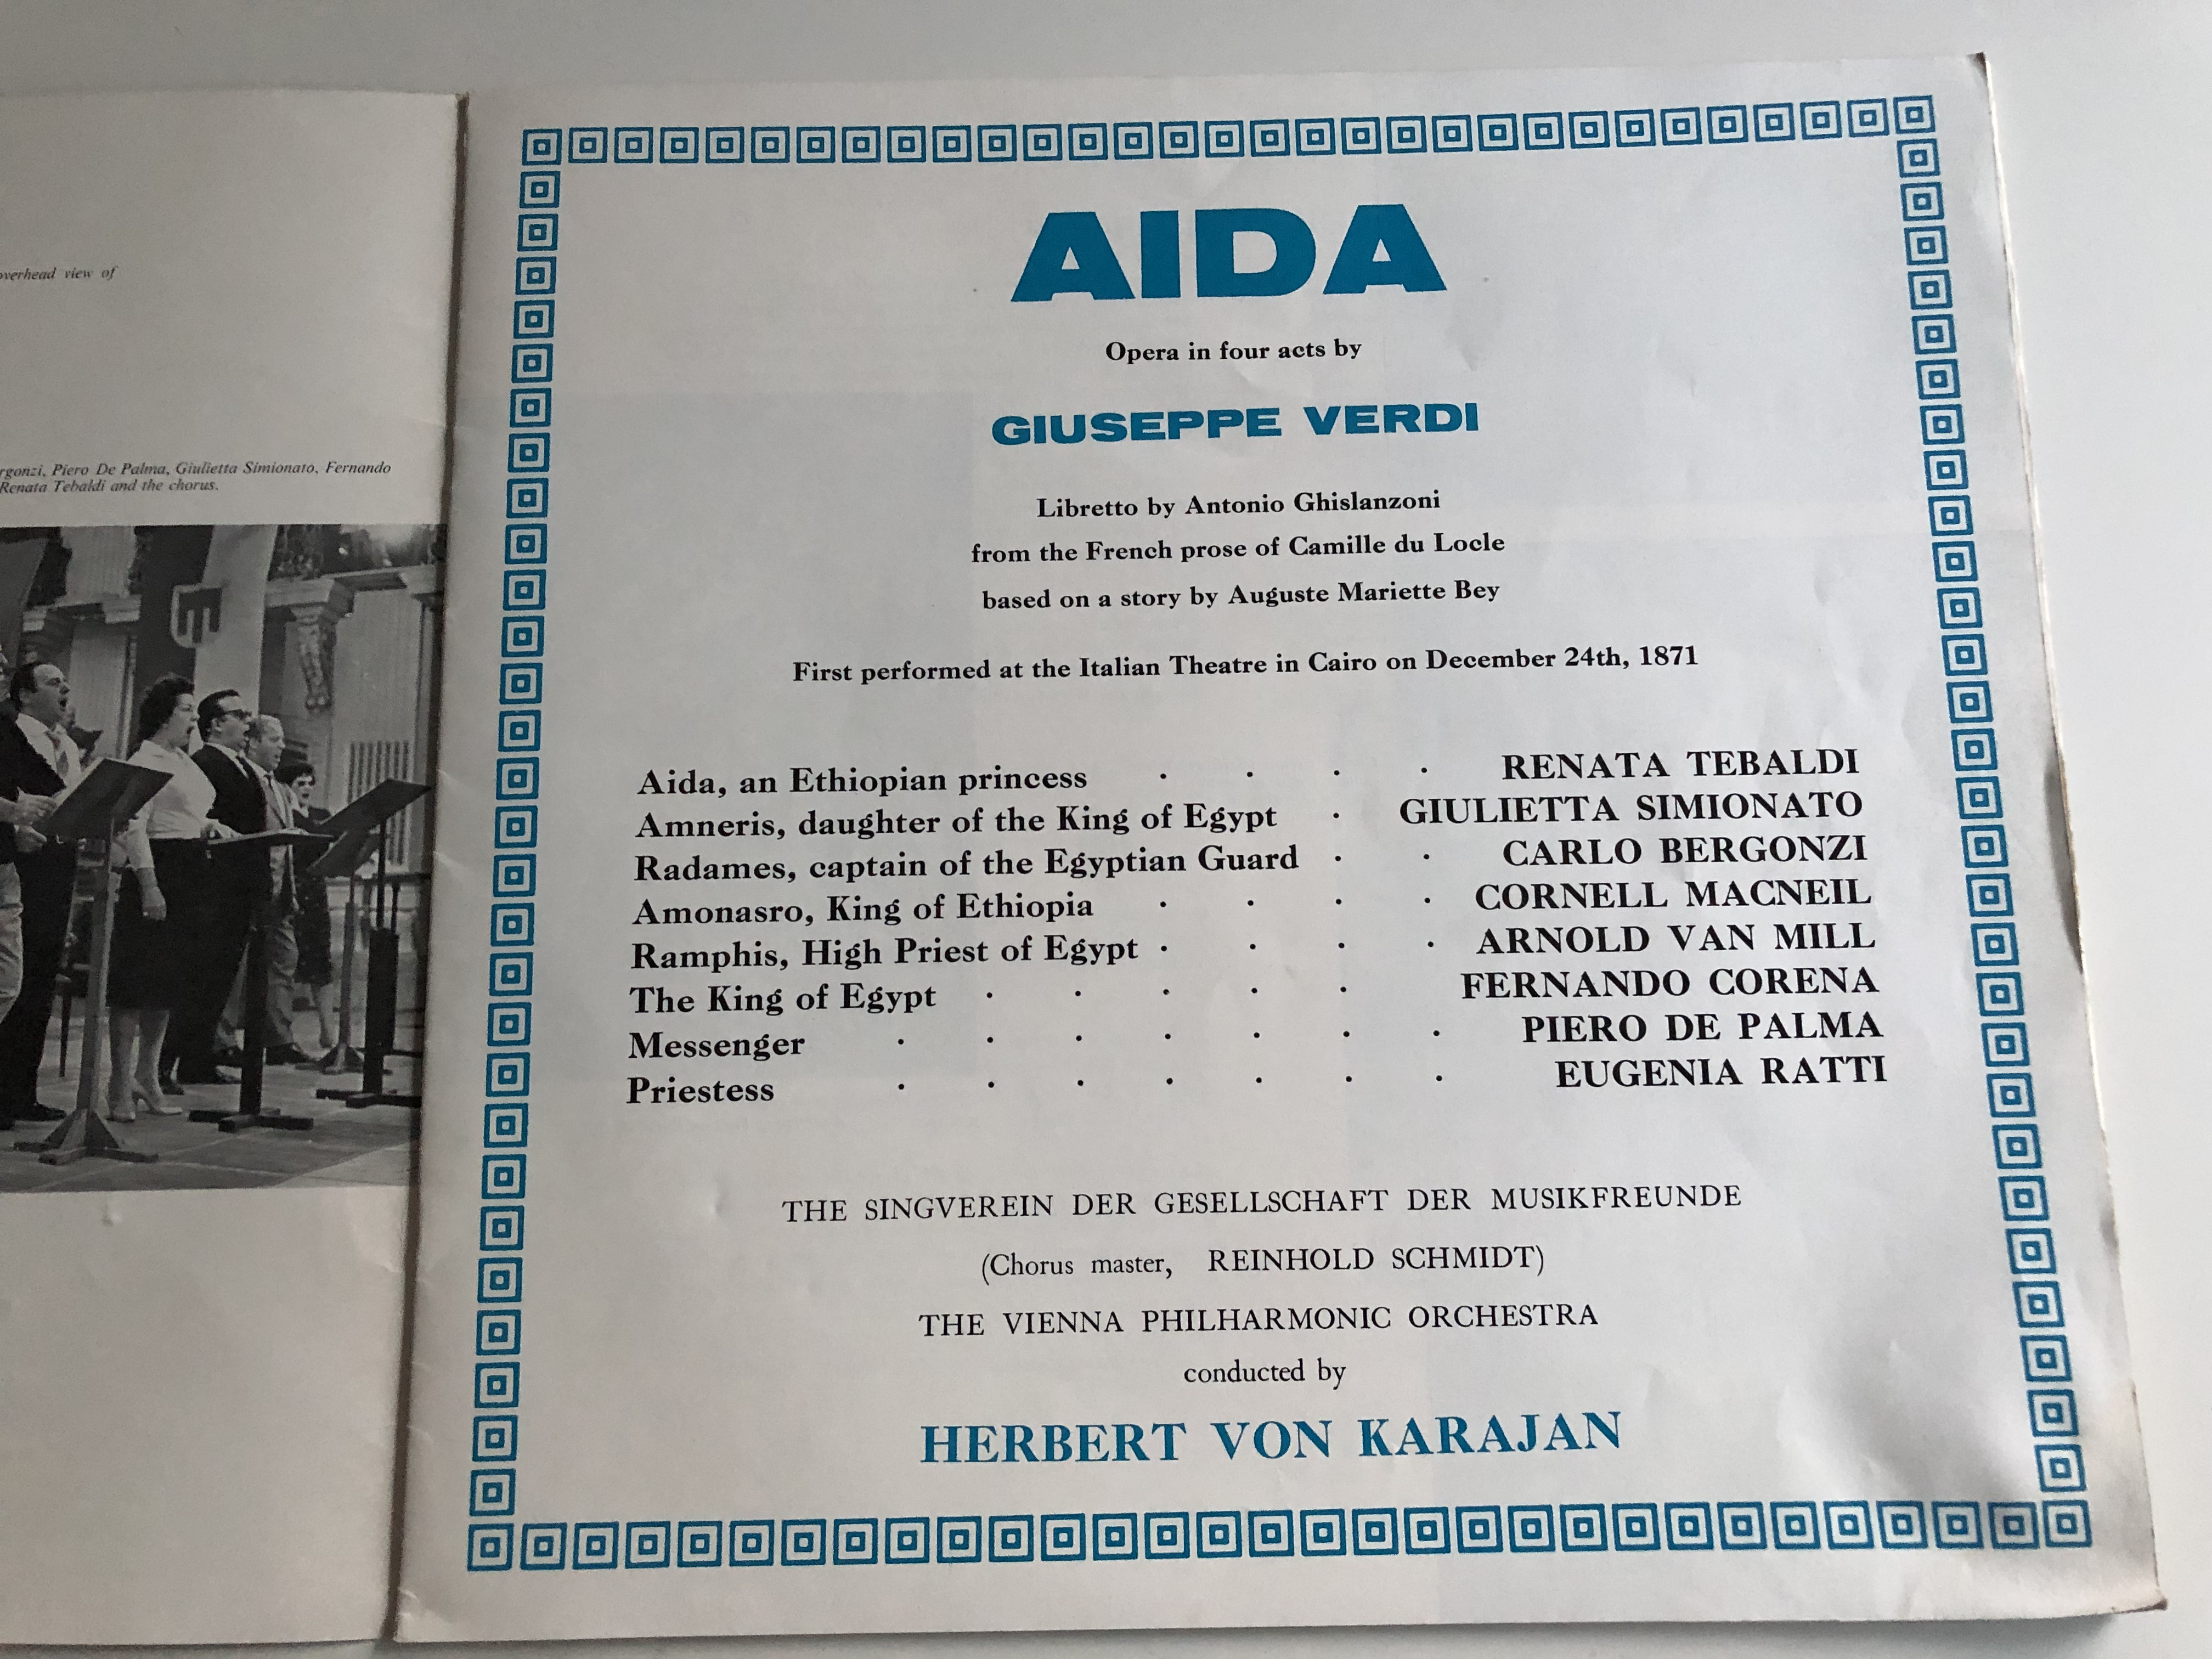 overhead view of
rgonzi, Piero De Palma, Giulietta Simionato, Fernando
Renata Tebaldi and the chorus.
E
AIDA
Opera in four acts by
GIUSEPPE VERDI
Libretto by Antonio Ghislanzoni
from the French prose of Camille du Locle
based on a story by Auguste Mariette Bey
First performed at the Italian Theatre in Cairo on December 24th, 1871
Aida, an Ethiopian princess . . . . RENATA TEBALDI
Amneris, daughter of the King of Egypt . GIULIETTA SIMIONATO
Radames, captain of the Egyptian Guard . . CARLO BERGONZI
Amonasro, King of Ethiopia . . . . CORNELL MACNEIL
Ramphis, High Priest of Egypt . . . . ARNOLD VAN MILL
The King of Egypt . . . . . FERNANDO CORENA
Messenger . . . . . . . PIERO DE PALMA
Priestess . . . . . . . EUGENIA RATTI
THE SINGVEREIN DER GESELLSCHAFT DER MUSIKFREUNDE
(Chorus master, REINHOLD SCHMIDT)
THE VIENNA PHILHARMONIC ORCHESTRA
conducted by
HERBERT VON KARAJAN